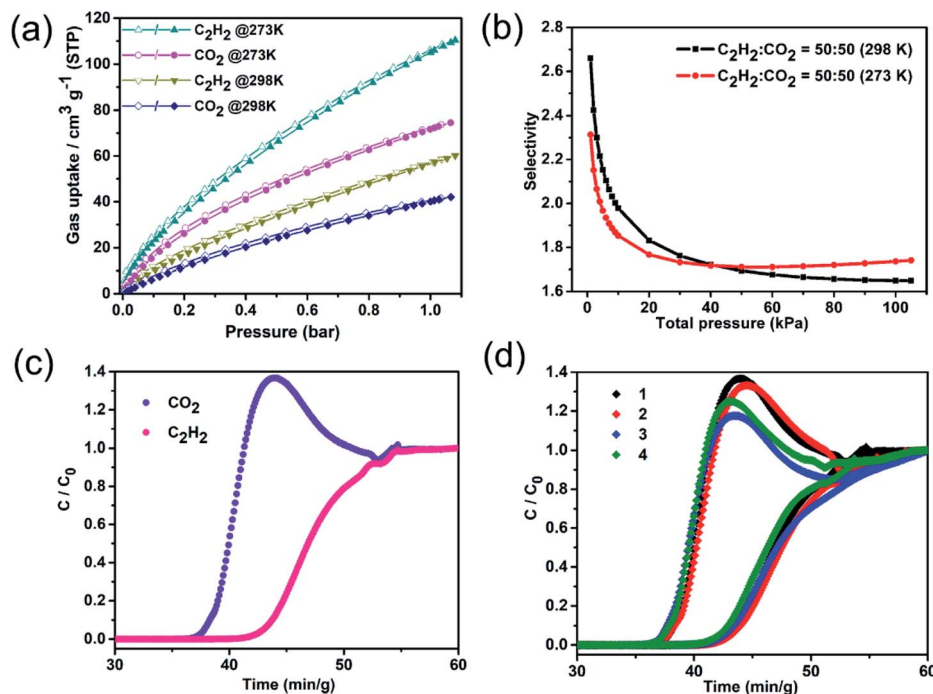 (a)
C2H2 @273K
CO2 @273K
C2H2 @298K
CO2 @298K
120
100
80
60
40
20
0
Gas uptake / cm3 g-1 (STP)
0.0 0.2 0.4 0.6 0.8 1.0
Pressure (bar)
(b)
C2H2:CO2 = 50:50 (298 K)
C2H2:CO2 = 50:50 (273 K)
2.8
2.6
2.4
2.2
2.0
1.8
1.6
Selectivity
0 20 40 60 80 100
Total pressure (kPa)
(c)
CO2
C2H2
1.4
1.2
1.0
0.8
0.6
0.4
0.2
0.0
C / C0
30 40 50 60
Time (min/g)
(d)
1
2
3
4
1.4
1.2
1.0
0.8
0.6
0.4
0.2
0.0
C / C0
30 40 50 60
Time (min/g)